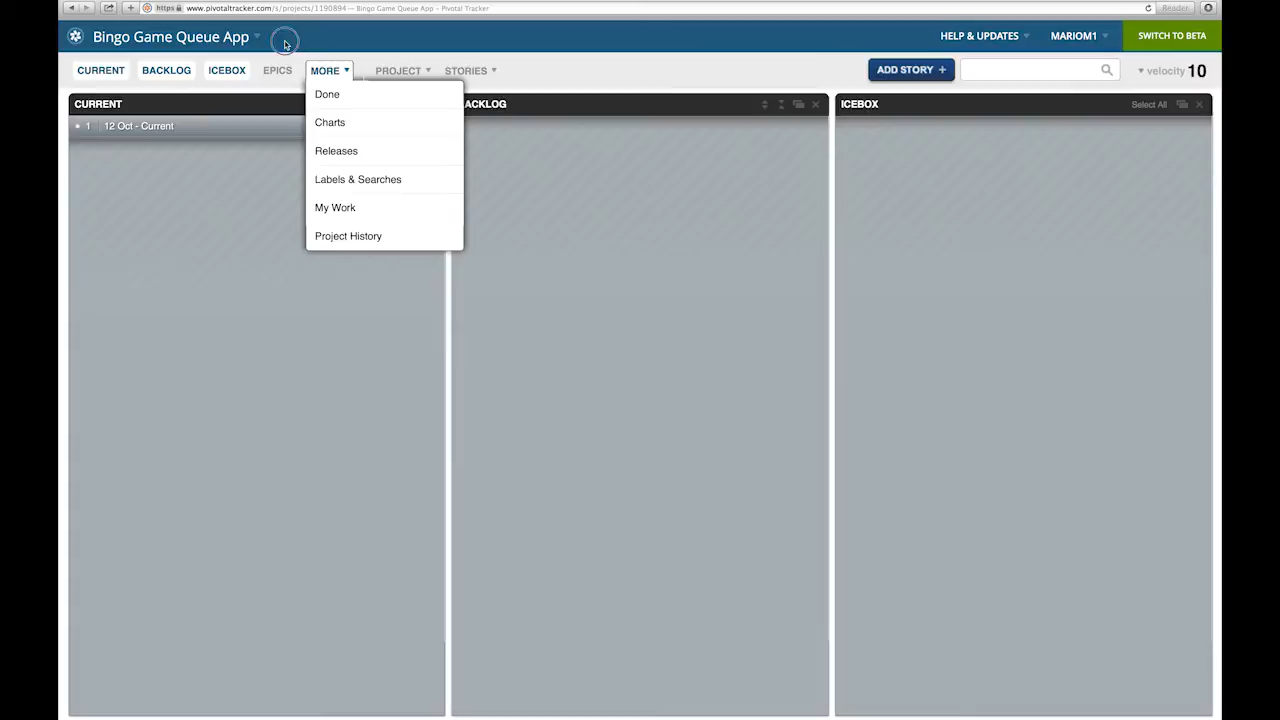 https www.pivotaltracker.com/s/projects/1190894 — Bingo Game Queue App - Pivotal Tracker Reader
Bingo Game Queue App HELP & UPDATES MARIOM1 SWITCH TO BETA
CURRENT BACKLOG ICEBOX EPICS MORE PROJECT STORIES ADD STORY + velocity 10
CURRENT ACKLOG ICEBOX Select All
1 12 Oct - Current
Done
Charts
Releases
Labels & Searches
My Work
Project History